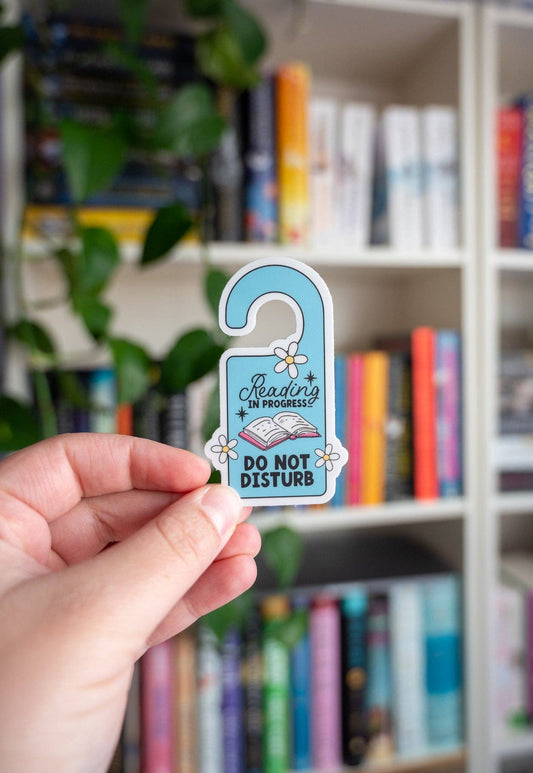 Reading
IN PROGRESS...
DO NOT
DISTURB